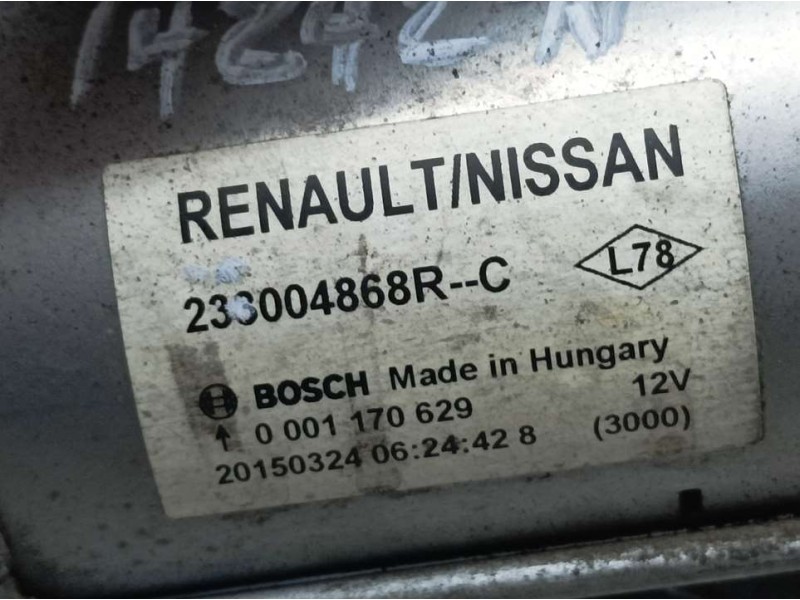 14242 N
RENAULT/NISSAN
233004868R--C
L78
BOSCH Made in Hungary
0 001 170 629
12V
20150324 06:24:42 8
(3000)